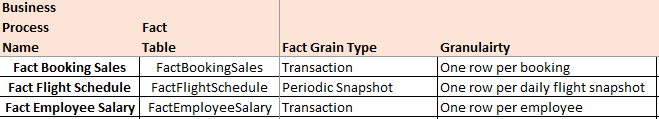 Business
Process Fact
Name Table Fact Grain Type Granulairty
Fact Booking Sales FactBookingSales Transaction One row per booking
Fact Flight Schedule FactFlightSchedule Periodic Snapshot One row per daily flight snapshot
Fact Employee Salary FactEmployeeSalary Transaction One row per employee